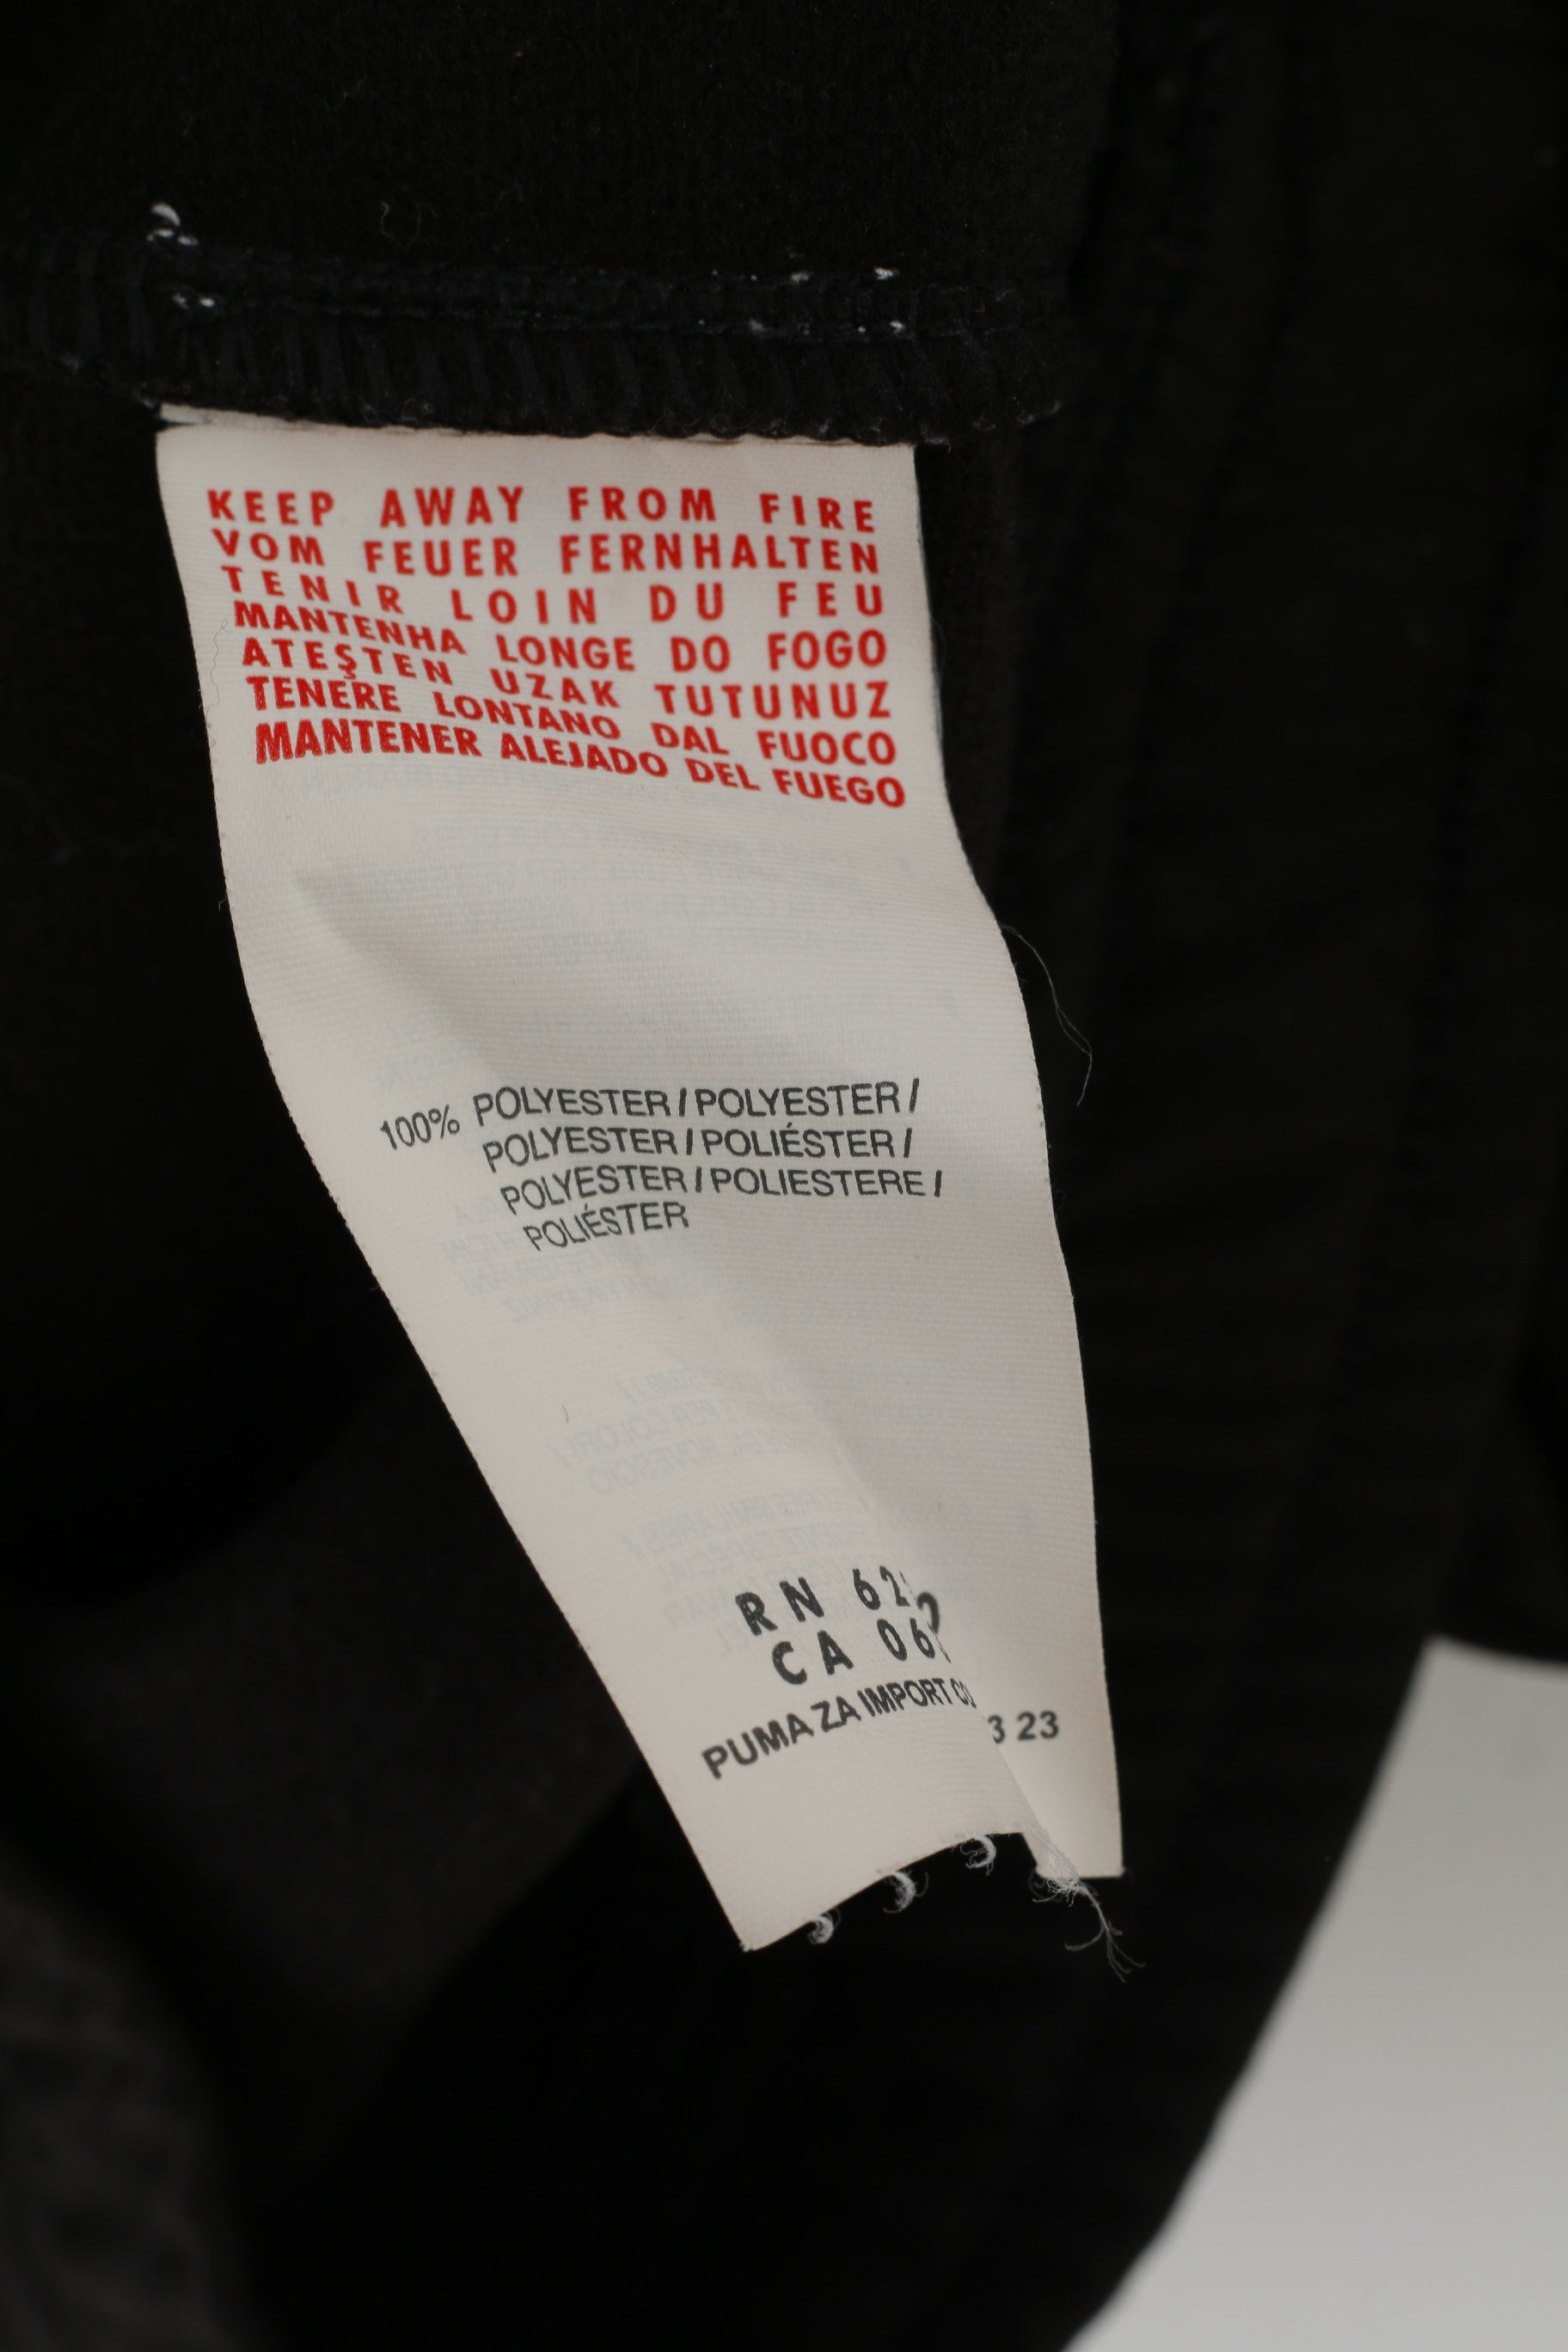 KEEP AWAY FROM FIRE
VOM FEUER FERNHALTEN
TENIR LOIN DU FEU
MANTENHA LONGE DO FOGO
ATEŞTEN UZAK TUTUNUZ
TENERE LONTANO DAL FUOCO
MANTENER ALEJADO DEL FUEGO
100% POLYESTER / POLYESTER /
POLYESTER / POLIÉSTER /
POLYESTER / POLIESTERE /
POLIÉSTER
RN
CA
PUMA ZA IMPORT
23